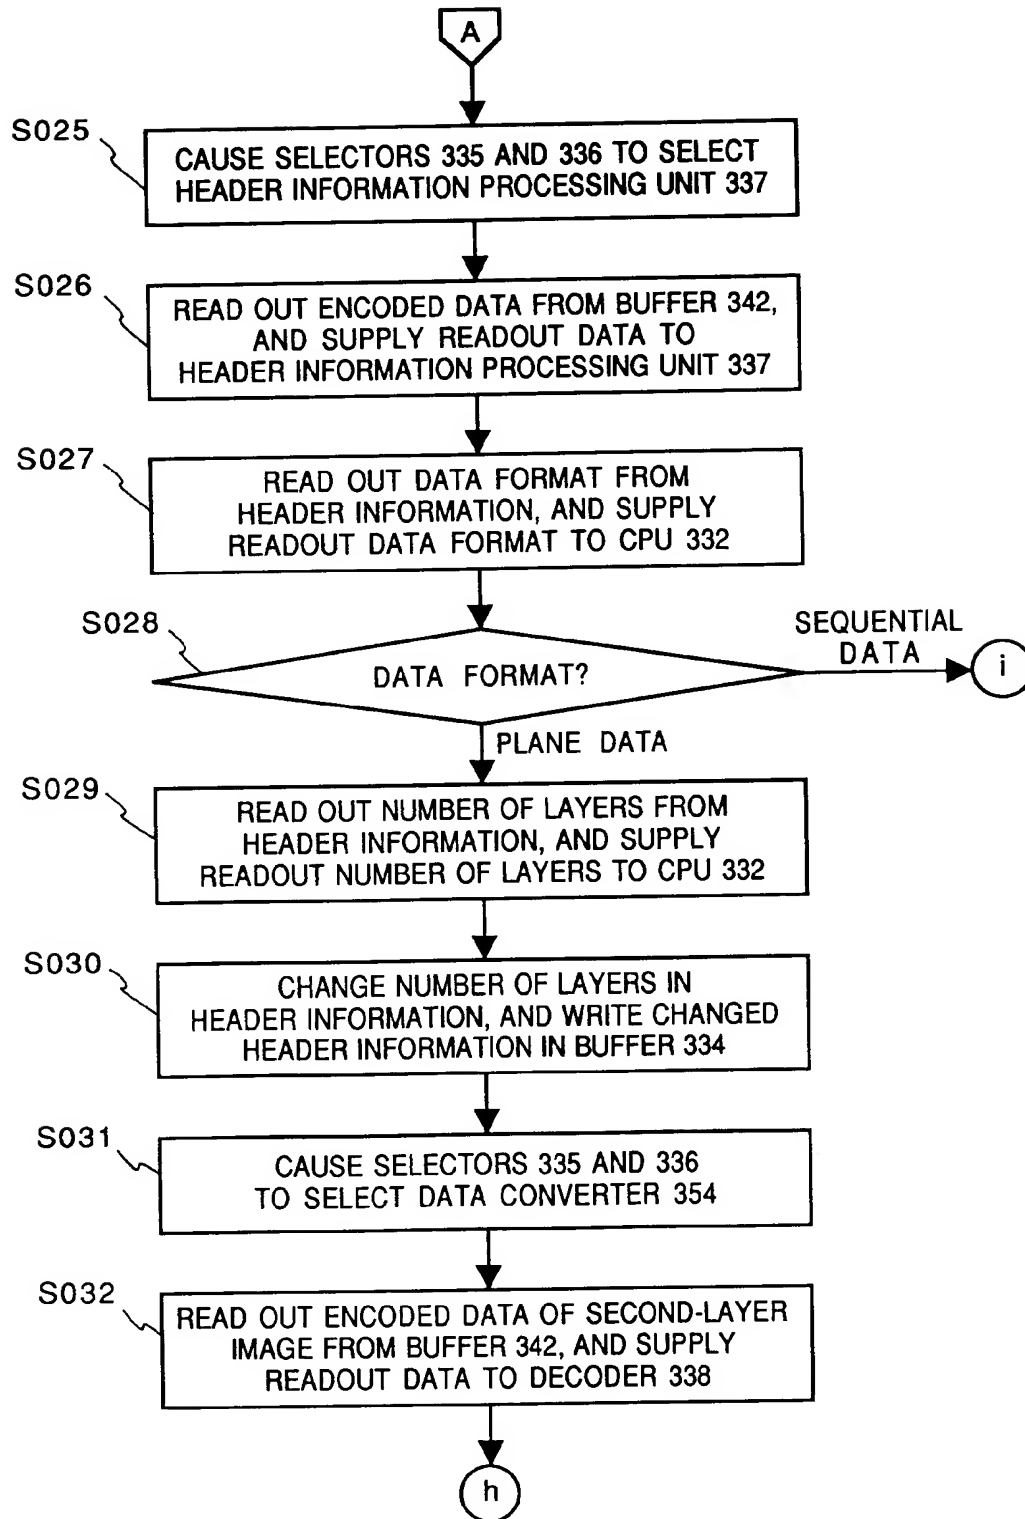 A
S025
CAUSE SELECTORS 335 AND 336 TO SELECT
HEADER INFORMATION PROCESSING UNIT 337
S026
READ OUT ENCODED DATA FROM BUFFER 342,
AND SUPPLY READOUT DATA TO
HEADER INFORMATION PROCESSING UNIT 337
S027
READ OUT DATA FORMAT FROM
HEADER INFORMATION, AND SUPPLY
READOUT DATA FORMAT TO CPU 332
S028
DATA FORMAT?
SEQUENTIAL
DATA
i
PLANE DATA
S029
READ OUT NUMBER OF LAYERS FROM
HEADER INFORMATION, AND SUPPLY
READOUT NUMBER OF LAYERS TO CPU 332
S030
CHANGE NUMBER OF LAYERS IN
HEADER INFORMATION, AND WRITE CHANGED
HEADER INFORMATION IN BUFFER 334
S031
CAUSE SELECTORS 335 AND 336
TO SELECT DATA CONVERTER 354
S032
READ OUT ENCODED DATA OF SECOND-LAYER
IMAGE FROM BUFFER 342, AND SUPPLY
READOUT DATA TO DECODER 338
h